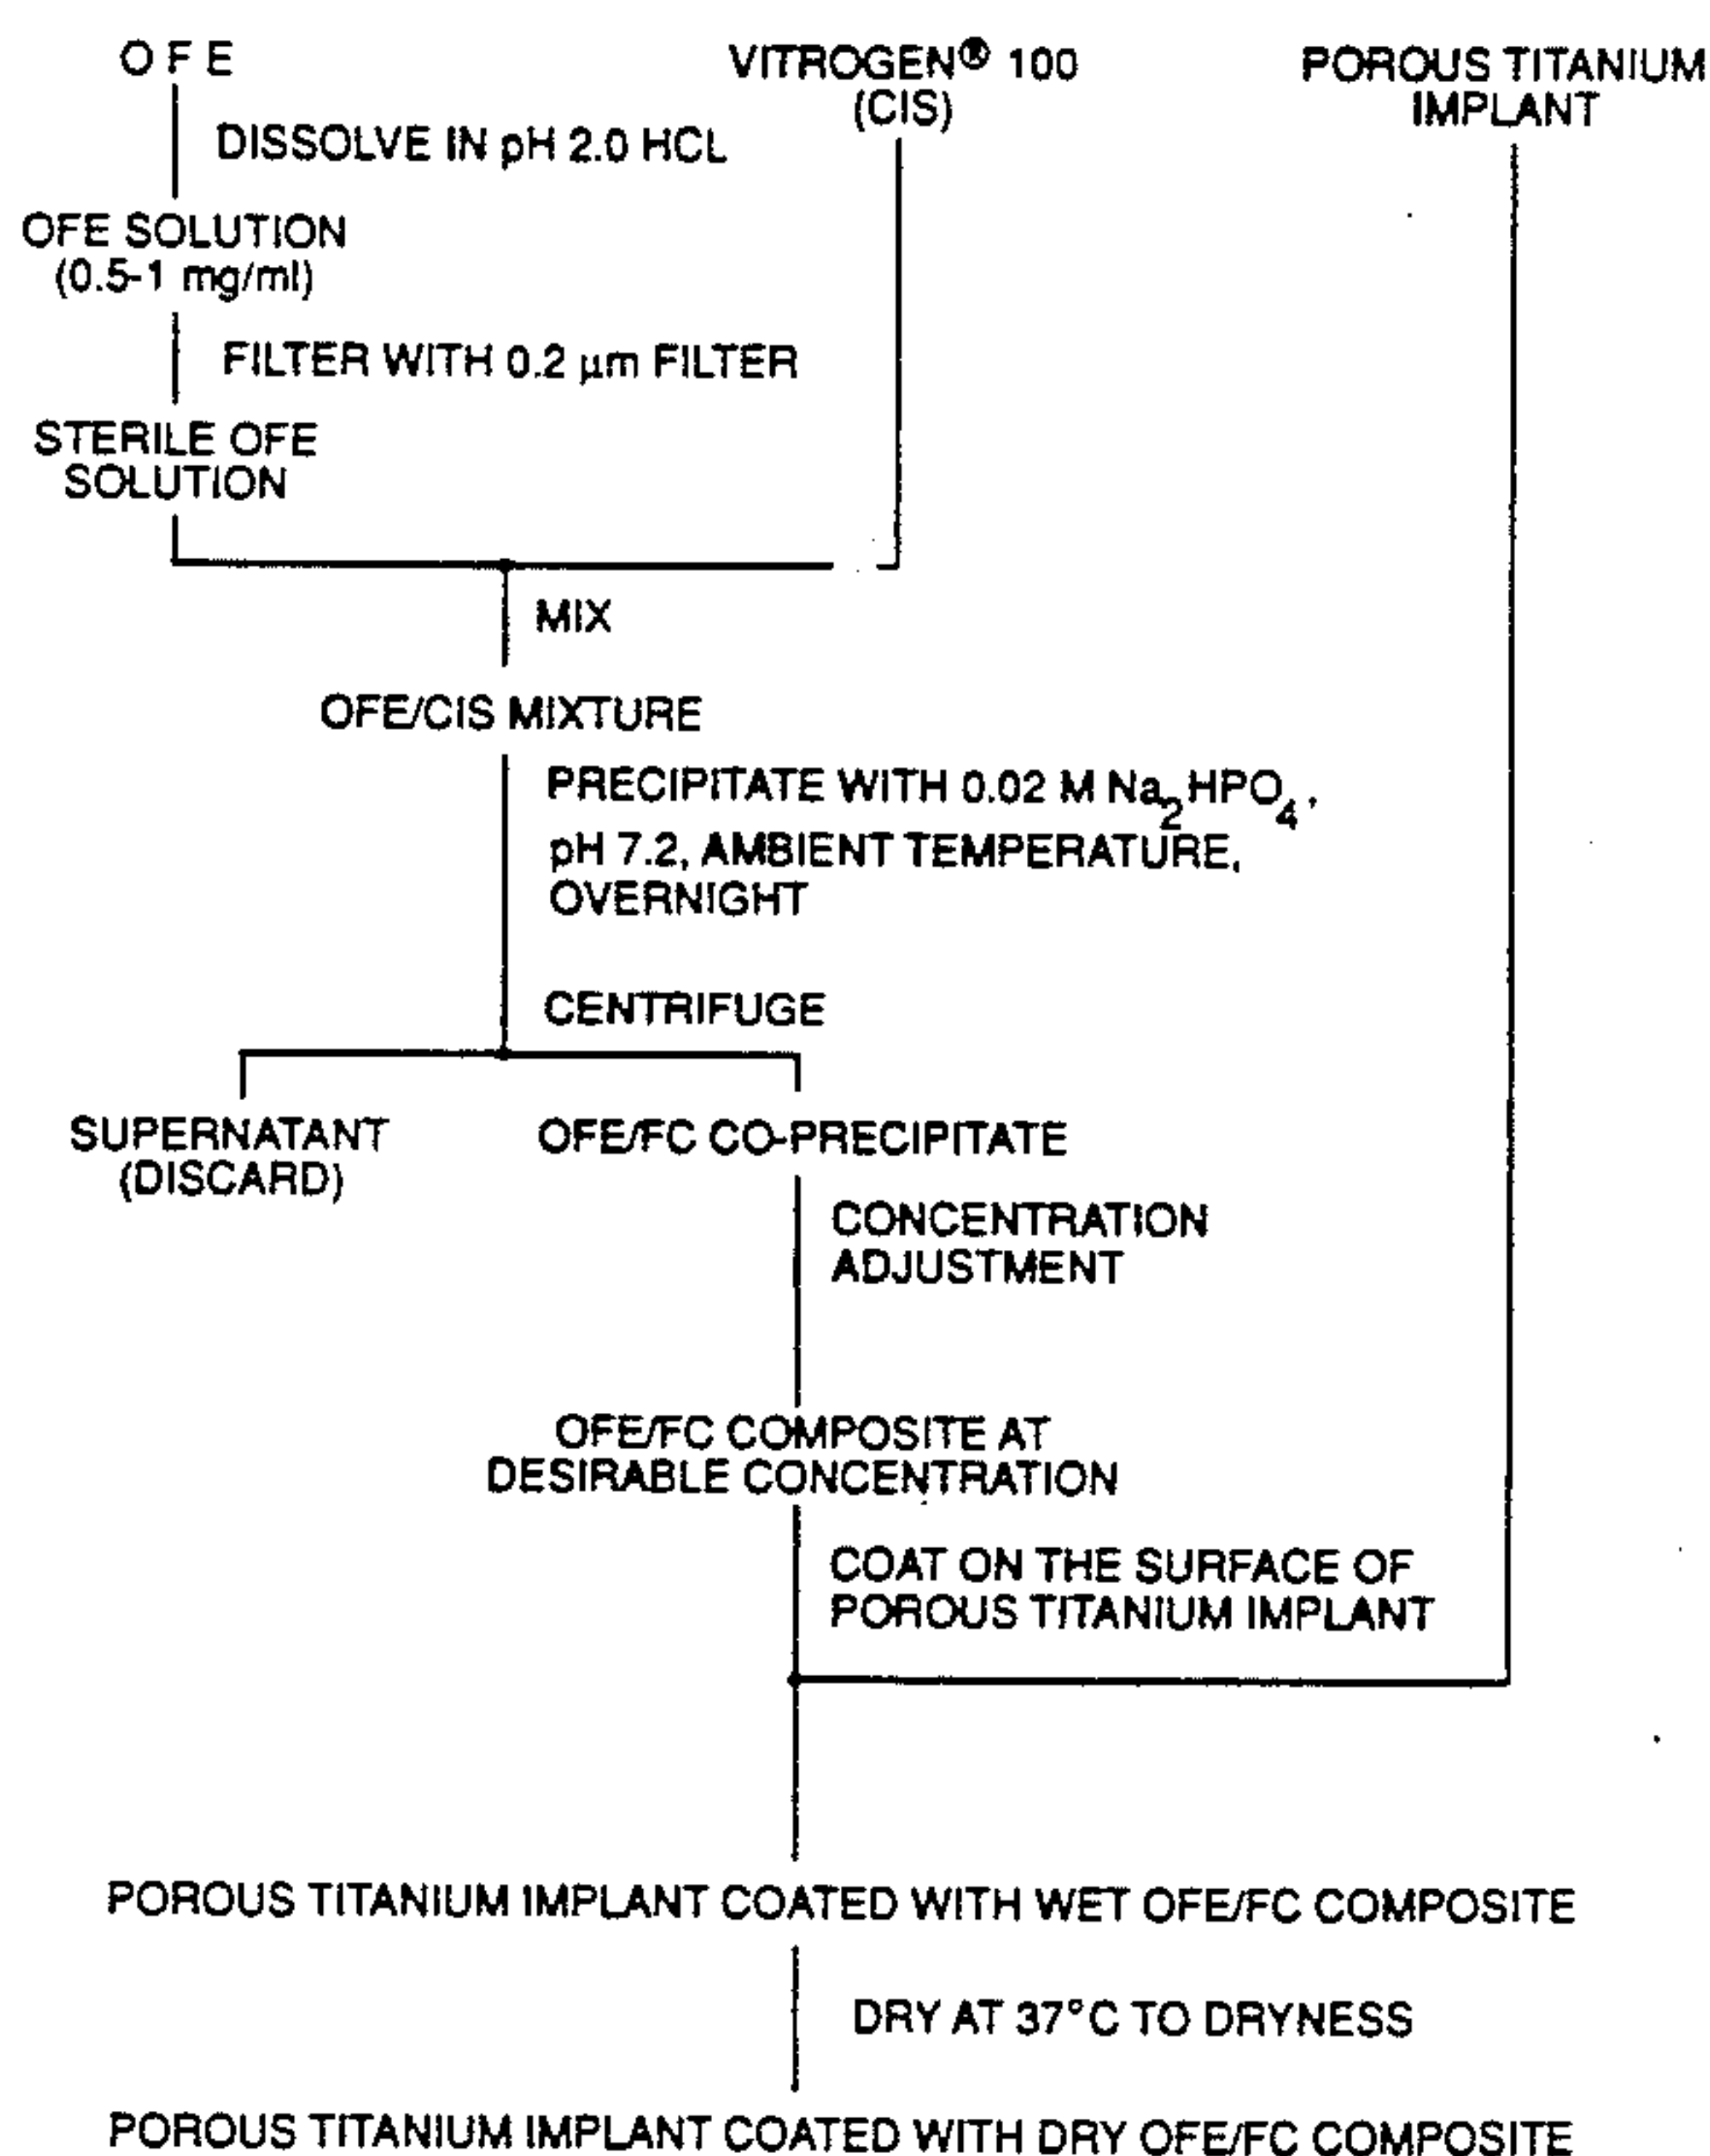 OFE
VITROGEN® 100
(CIS)
POROUS TITANIUM
IMPLANT
DISSOLVE IN pH 2.0 HCL
OFE SOLUTION
(0.5-1 mg/ml)
FILTER WITH 0.2 µm FILTER
STERILE OFE
SOLUTION
MIX
OFE/CIS MIXTURE
PRECIPITATE WITH 0.02 M Na₂HPO₄,
pH 7.2, AMBIENT TEMPERATURE,
OVERNIGHT
CENTRIFUGE
SUPERNATANT
(DISCARD)
OFE/FC CO-PRECIPITATE
CONCENTRATION
ADJUSTMENT
OFE/FC COMPOSITE AT
DESIRABLE CONCENTRATION
COAT ON THE SURFACE OF
POROUS TITANIUM IMPLANT
POROUS TITANIUM IMPLANT COATED WITH WET OFE/FC COMPOSITE
DRY AT 37°C TO DRYNESS
POROUS TITANIUM IMPLANT COATED WITH DRY OFE/FC COMPOSITE